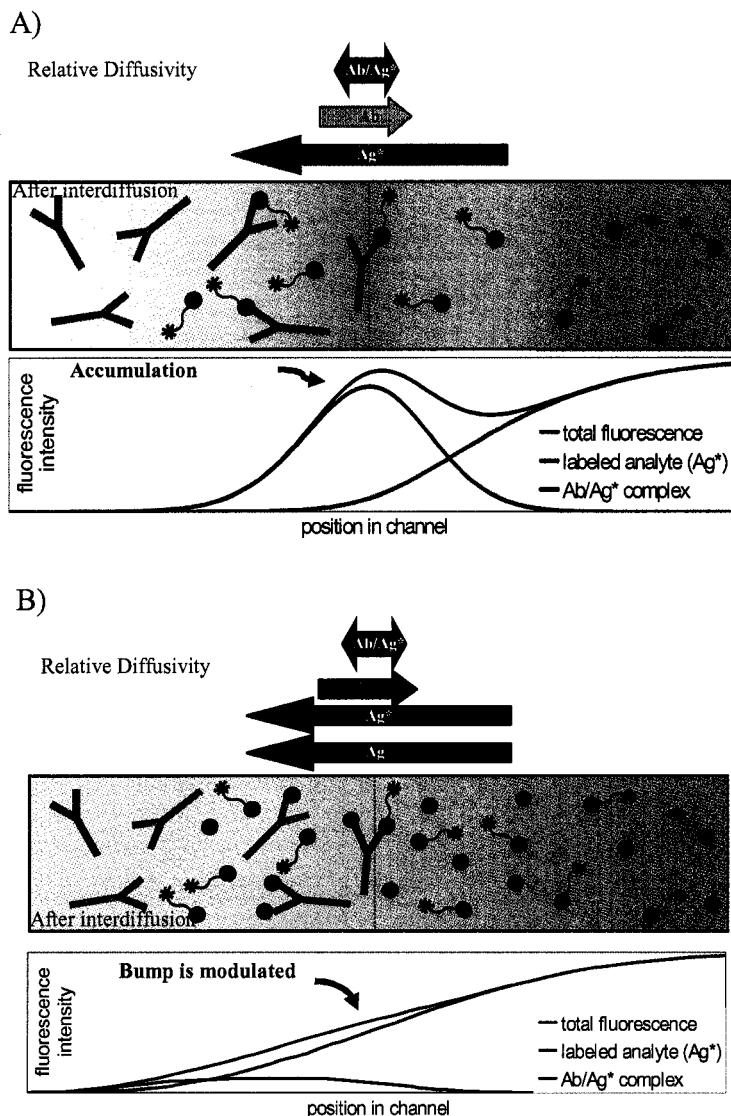 A)
Relative Diffusivity
Ab/Ag*
Ab
Ag*
After interdiffusion
Accumulation
fluorescence
intensity
total fluorescence
labeled analyte (Ag*)
Ab/Ag* complex
position in channel
B)
Relative Diffusivity
Ab/Ag*
Ag*
Ag
After interdiffusion
Bump is modulated
fluorescence
intensity
total fluorescence
labeled analyte (Ag*)
Ab/Ag* complex
position in channel